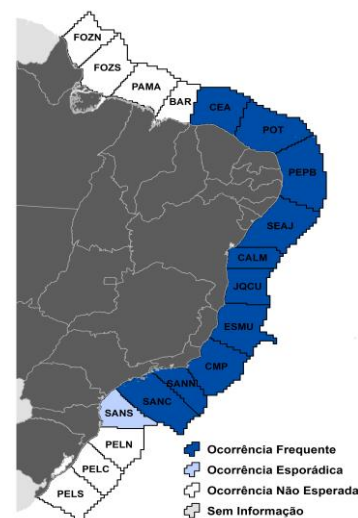 FOZN
FOZS
PAMA
BAR
CEA
POT
PEPB
SEAJ
CALM
JQCU
ESMU
CMP
SANN
SANC
SANS
PELN
PELC
PELS
Ocorrência Frequente
Ocorrência Esporádica
Ocorrência Não Esperada
Sem Informação